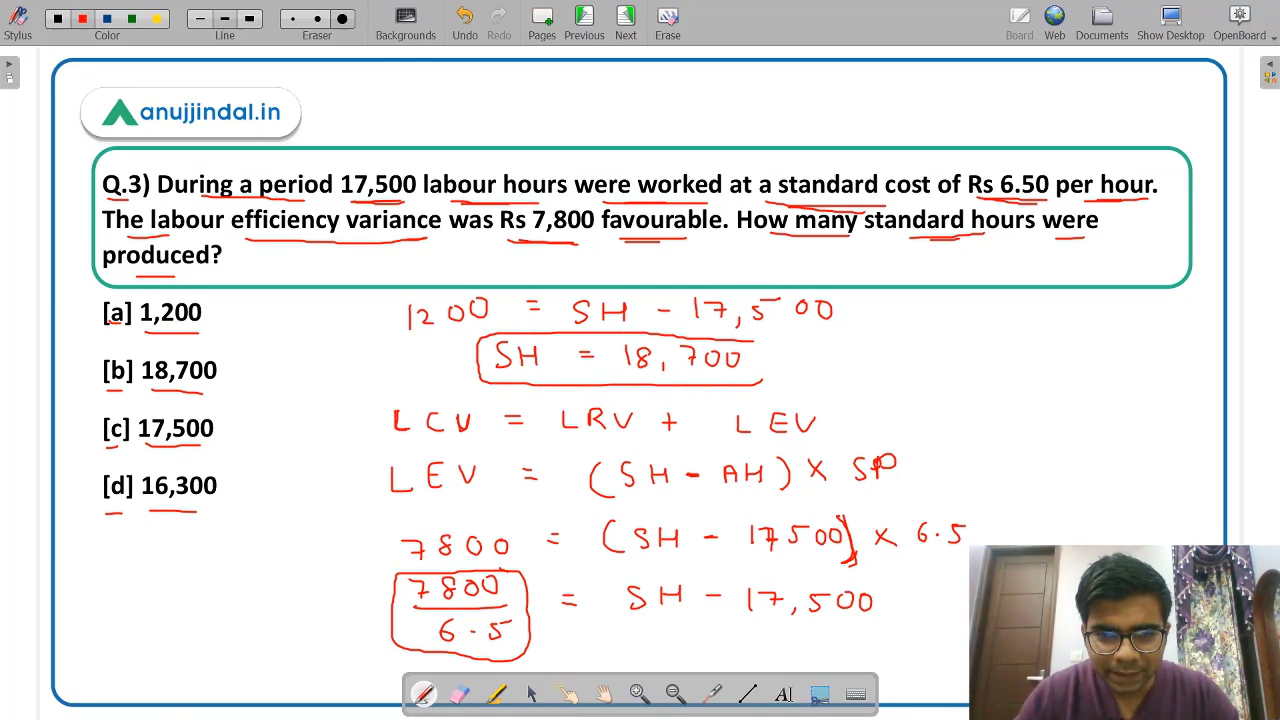 Stylus
Color
Line
Eraser
Backgrounds
Undo
Redo
Pages
Previous
Next
Erase
Board
Web
Documents
Show Desktop
OpenBoard
anujjindal.in
Q.3) During a period 17,500 labour hours were worked at a standard cost of Rs 6.50 per hour.
The labour efficiency variance was Rs 7,800 favourable. How many standard hours were
produced?
[a] 1,200
1200 = SH - 17,500
SH = 18,700
[b] 18,700
LCV = LRV + LEV
[c] 17,500
LEV = (SH - AH) × SP
[d] 16,300
7800 = (SH - 17500) × 6.5
7800/6.5 = SH - 17,500